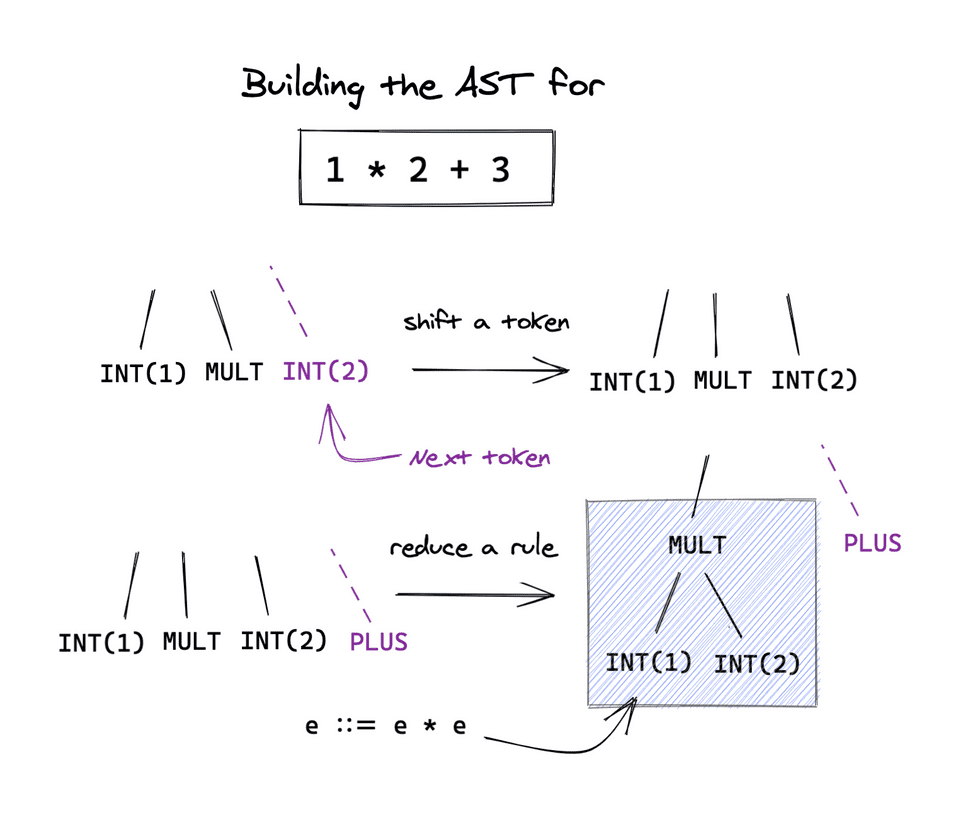 Building the AST for
1 * 2 + 3
INT(1) MULT INT(2)
shift a token
INT(1) MULT INT(2)
Next token
INT(1) MULT INT(2) PLUS
reduce a rule
MULT
INT(1) INT(2)
PLUS
e ::= e * e